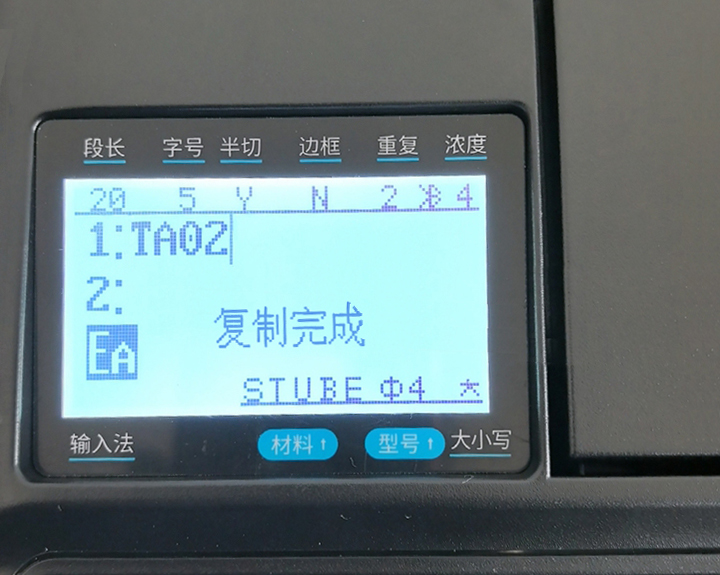 段长 字号 半切 边框 重复 浓度
20 5 Y N 2 4
1:TA02
2:
复制完成
EA
STUBE Φ4 大
输入法 材料↑ 型号↑ 大小写